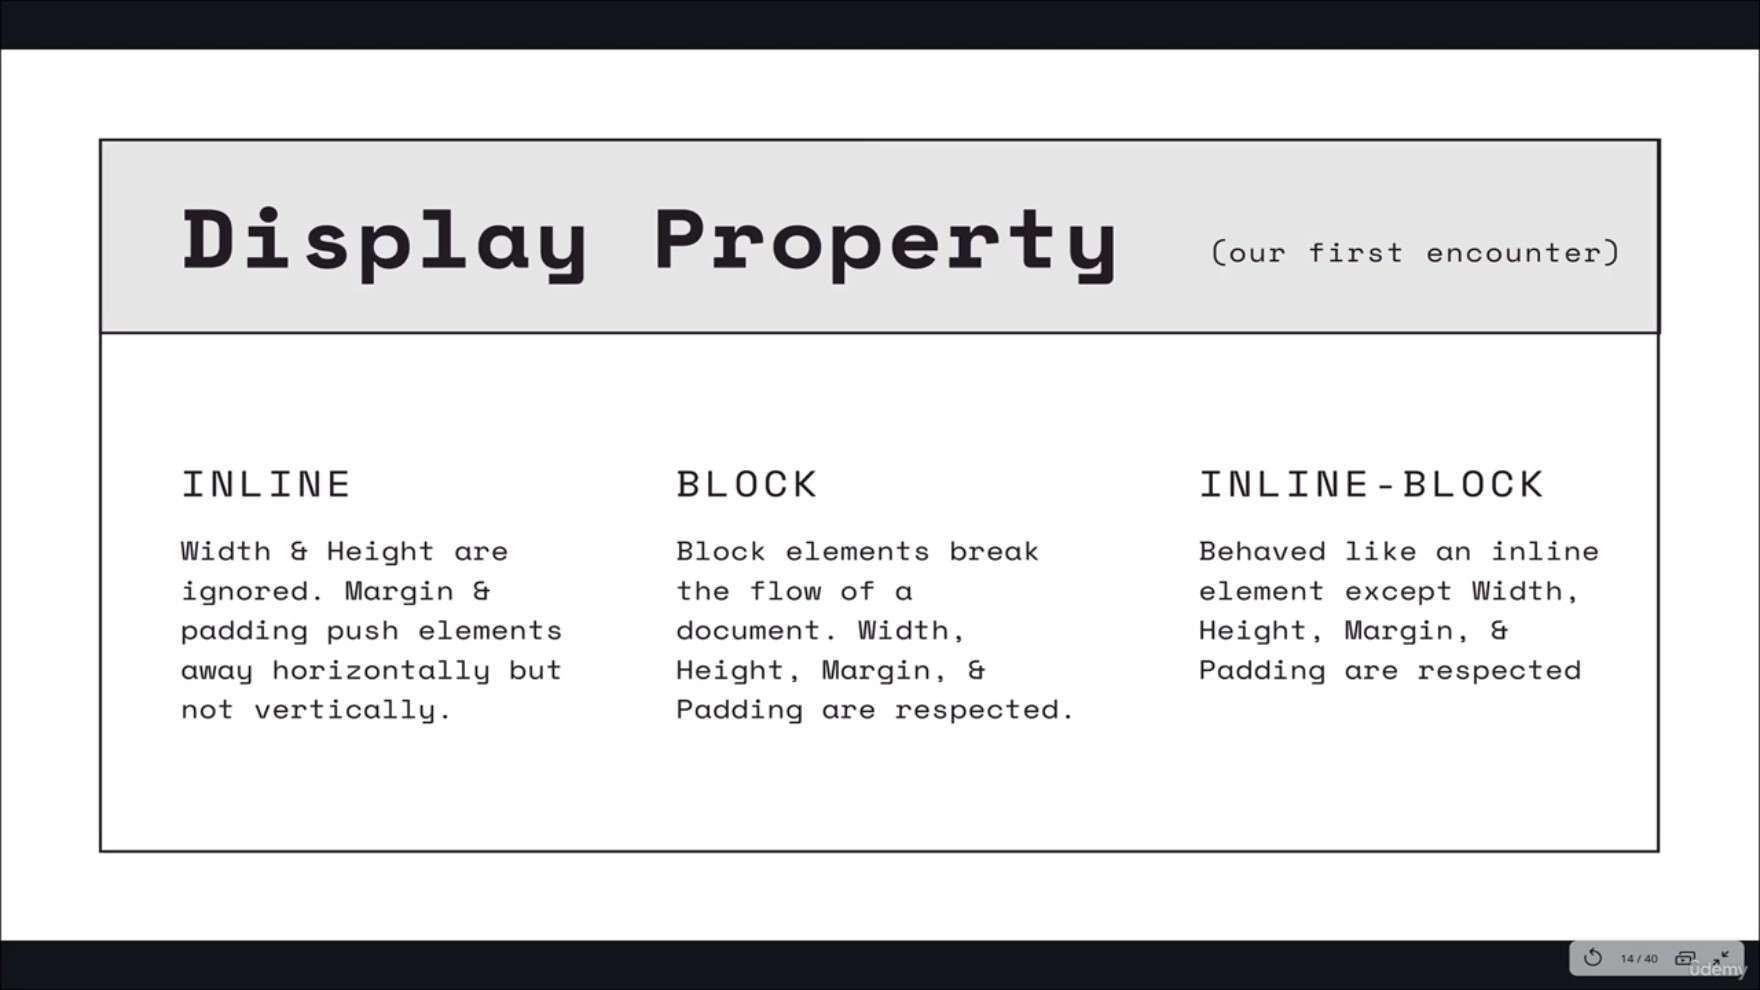 Display Property (our first encounter)
INLINE
Width & Height are
ignored. Margin &
padding push elements
away horizontally but
not vertically.
BLOCK
Block elements break
the flow of a
document. Width,
Height, Margin, &
Padding are respected.
INLINE-BLOCK
Behaved like an inline
element except Width,
Height, Margin, &
Padding are respected
14 / 40
ûdemy